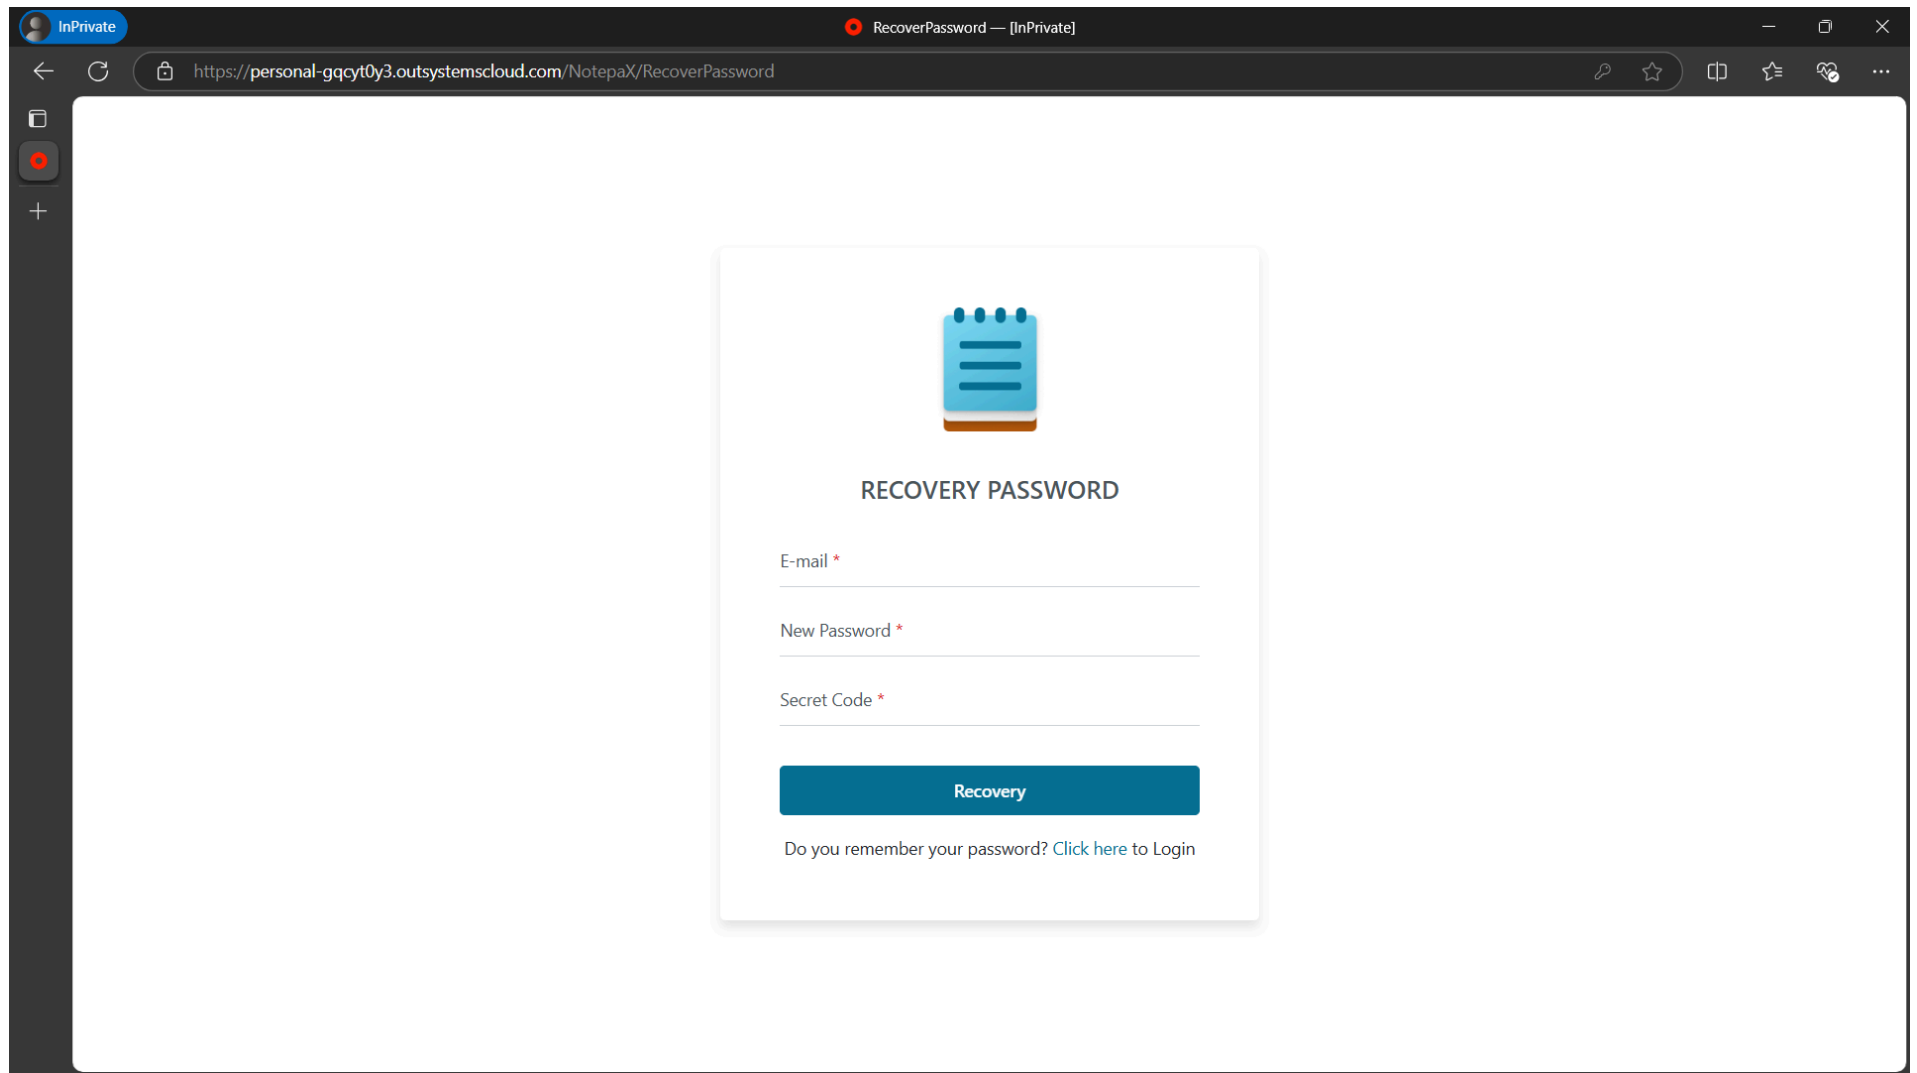 InPrivate
RecoverPassword — [InPrivate]
https://personal-gqcyt0y3.outsystemscloud.com/NotepaX/RecoverPassword
RECOVERY PASSWORD
E-mail *
New Password *
Secret Code *
Recovery
Do you remember your password? Click here to Login